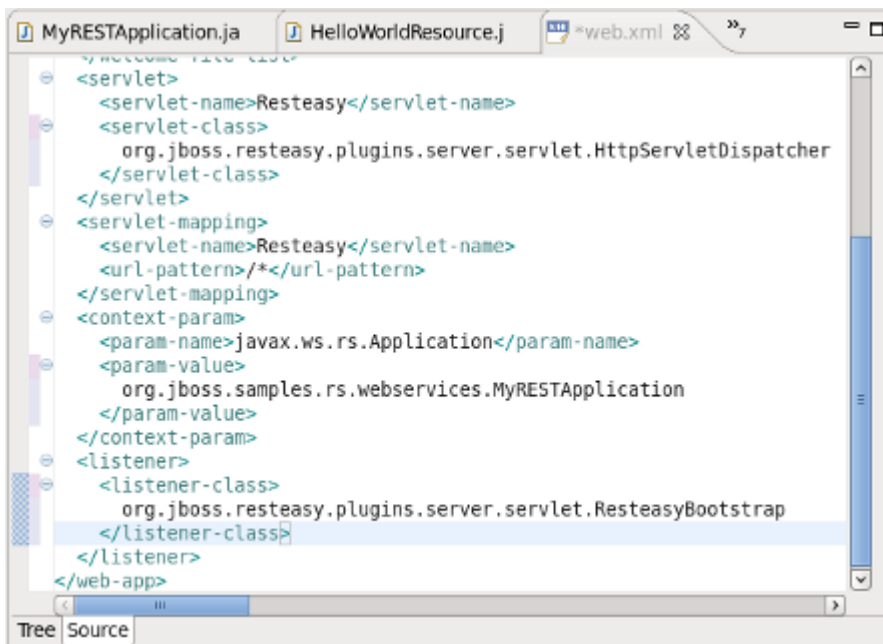 MyRESTApplication.ja HelloWorldResource.j *web.xml »7
</welcome-file-list>
<servlet>
<servlet-name>Resteasy</servlet-name>
<servlet-class>
org.jboss.resteasy.plugins.server.servlet.HttpServletDispatcher
</servlet-class>
</servlet>
<servlet-mapping>
<servlet-name>Resteasy</servlet-name>
<url-pattern>/*</url-pattern>
</servlet-mapping>
<context-param>
<param-name>javax.ws.rs.Application</param-name>
<param-value>
org.jboss.samples.rs.webservices.MyRESTApplication
</param-value>
</context-param>
<listener>
<listener-class>
org.jboss.resteasy.plugins.server.servlet.ResteasyBootstrap
</listener-class>
</listener>
</web-app>
Tree Source